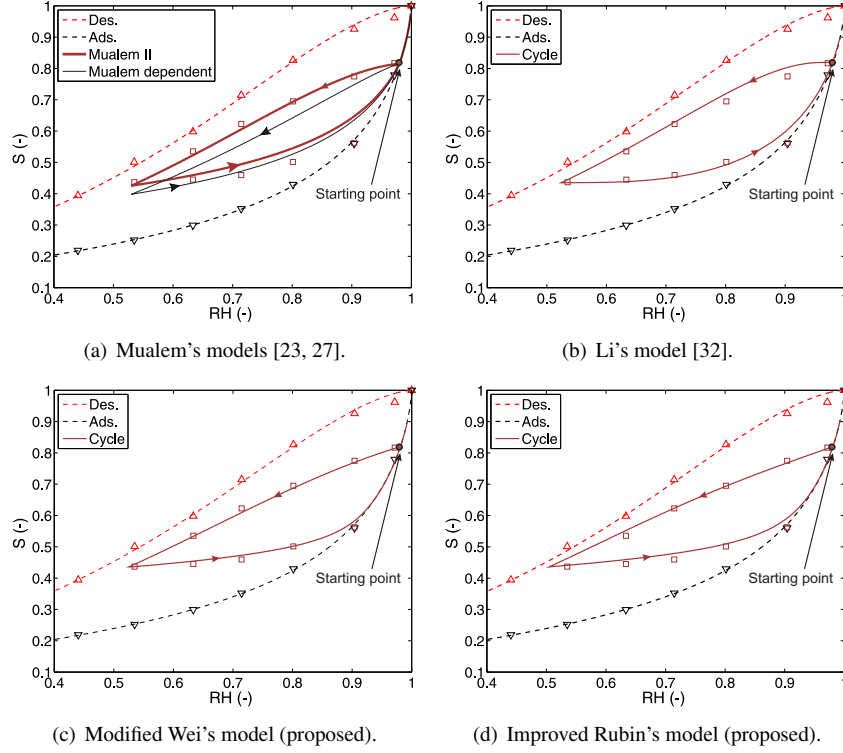 Des.
Ads.
Mualem II
Mualem dependent
1
0.9
0.8
0.7
0.6
0.5
0.4
0.3
0.2
0.1
S (-)
Starting point
0.4 0.5 0.6 0.7 0.8 0.9 1
RH (-)
(a) Mualem's models [23, 27].
Des.
Ads.
Cycle
1
0.9
0.8
0.7
0.6
0.5
0.4
0.3
0.2
0.1
S (-)
Starting point
0.4 0.5 0.6 0.7 0.8 0.9 1
RH (-)
(b) Li's model [32].
Des.
Ads.
Cycle
1
0.9
0.8
0.7
0.6
0.5
0.4
0.3
0.2
0.1
S (-)
Starting point
0.4 0.5 0.6 0.7 0.8 0.9 1
RH (-)
(c) Modified Wei's model (proposed).
Des.
Ads.
Cycle
1
0.9
0.8
0.7
0.6
0.5
0.4
0.3
0.2
0.1
S (-)
Starting point
0.4 0.5 0.6 0.7 0.8 0.9 1
RH (-)
(d) Improved Rubin's model (proposed).